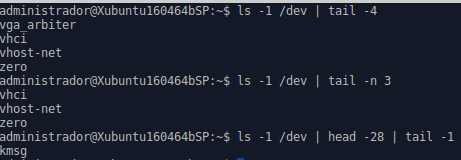 administrador@Xubuntu160464bSP:~$ ls -1 /dev | tail -4
vga_arbiter
vhci
vhost-net
zero
administrador@Xubuntu160464bSP:~$ ls -1 /dev | tail -n 3
vhci
vhost-net
zero
administrador@Xubuntu160464bSP:~$ ls -1 /dev | head -28 | tail -1
kmsg